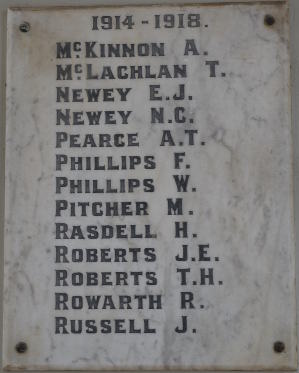 1914-1918.
McKINNON A.
McLACHLAN T.
NEWEY E.J.
NEWEY N.C.
PEARCE A.T.
PHILLIPS F.
PHILLIPS W.
PITCHER M.
RASDELL H.
ROBERTS J.E.
ROBERTS T.H.
ROWARTH R.
RUSSELL J.